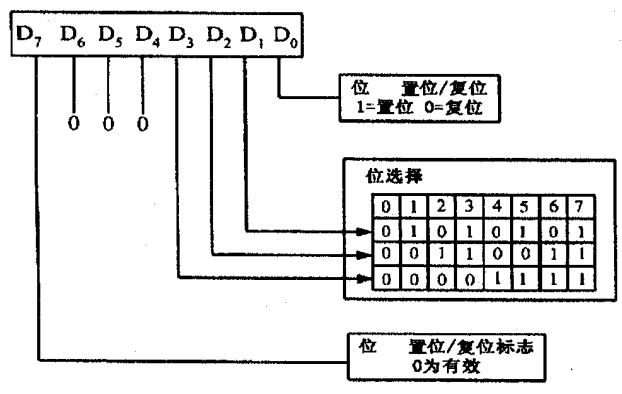 D7 D6 D5 D4 D3 D2 D1 D0
0 0 0
位 置位/复位
1=置位 0=复位
位选择
0 1 2 3 4 5 6 7
0 1 0 1 0 1 0 1
0 0 1 1 0 0 1 1
0 0 0 0 1 1 1 1
位 置位/复位标志
0为有效